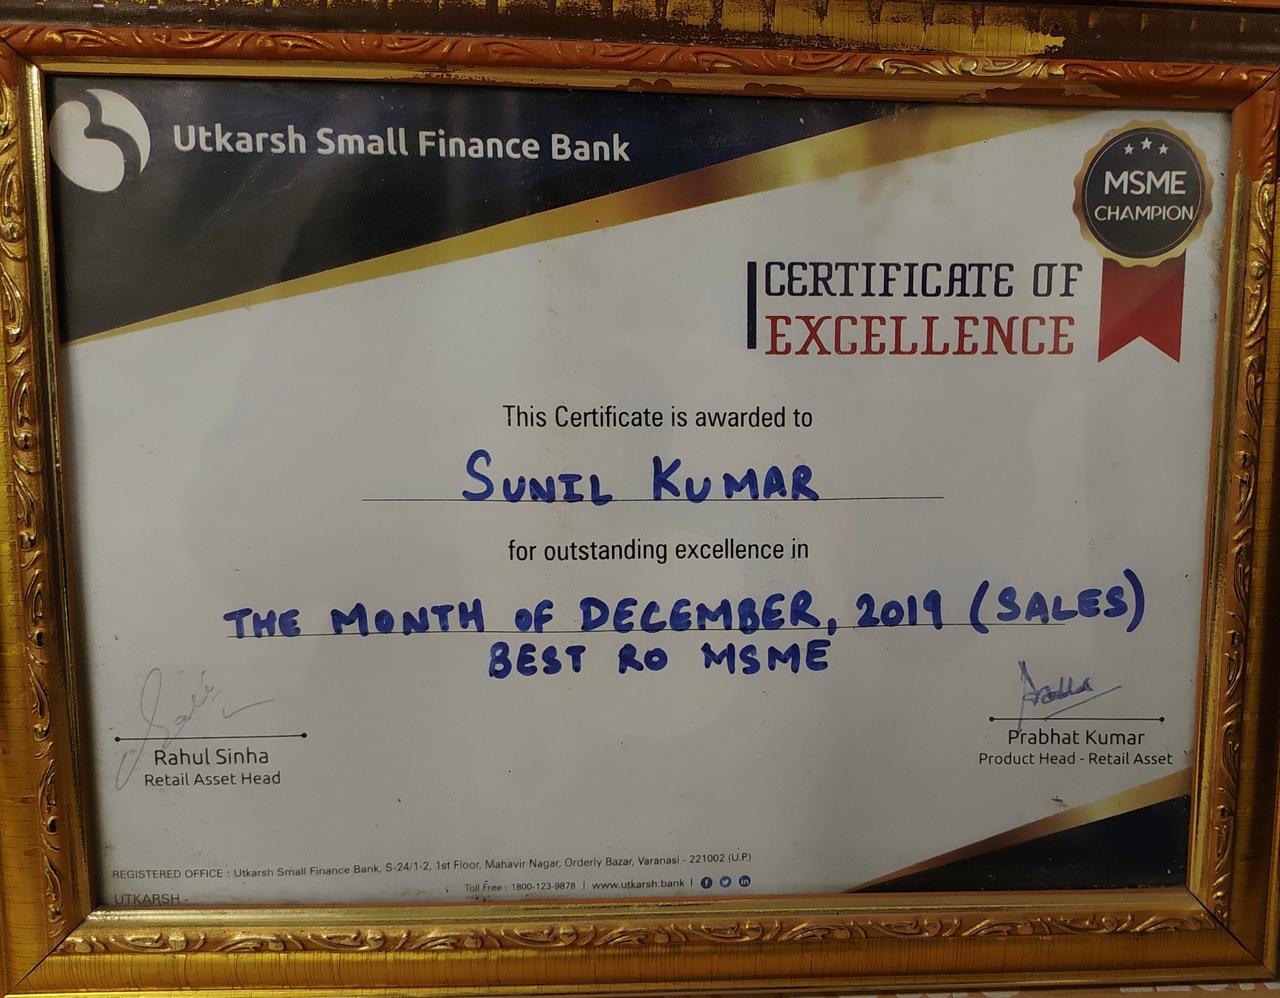 Utkarsh Small Finance Bank
MSME
CHAMPION
CERTIFICATE OF
EXCELLENCE
This Certificate is awarded to
SUNIL KUMAR
for outstanding excellence in
THE MONTH OF DECEMBER, 2019 (SALES)
BEST RO MSME
Rahul Sinha
Retail Asset Head
Prabhat Kumar
Product Head - Retail Asset
REGISTERED OFFICE : Utkarsh Small Finance Bank, S-24/1-2, 1st Floor, Mahavir Nagar, Orderly Bazar, Varanasi - 221002 (U.P.)
Toll Free : 1800-123-9878 | www.utkarsh.bank |
UTKARSH -